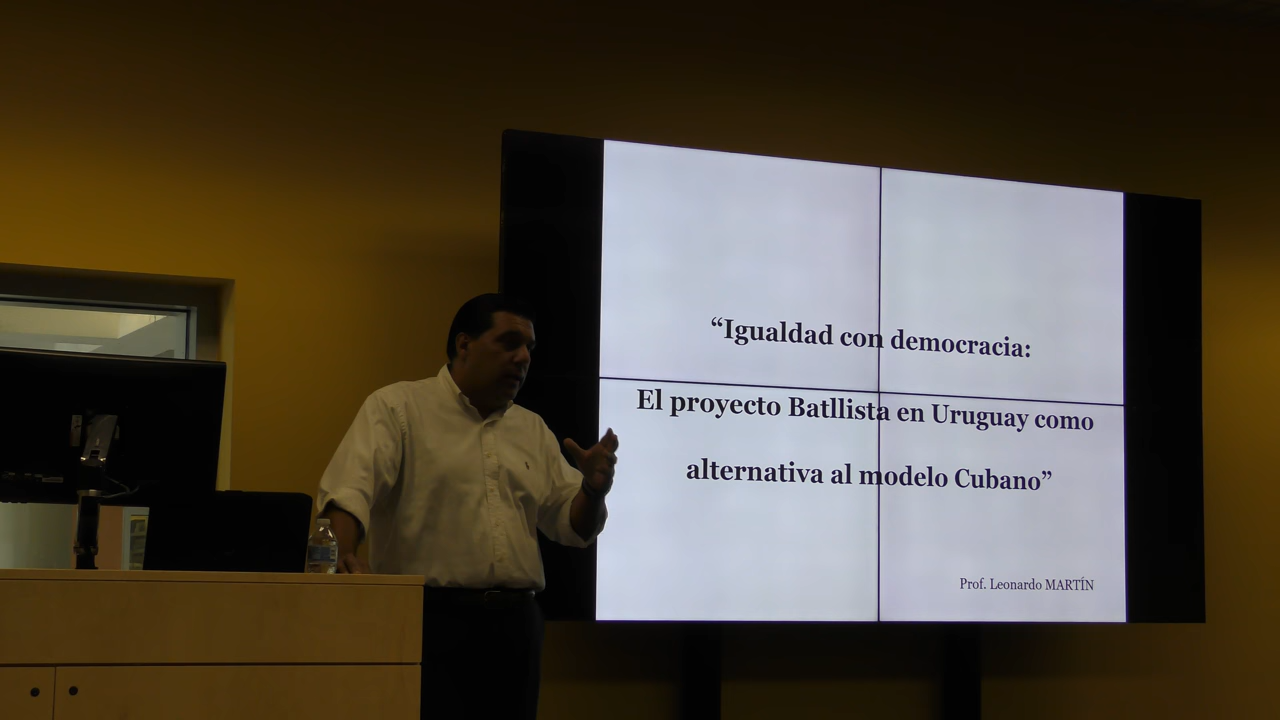 “Igualdad con democracia:
El proyecto Batllista en Uruguay como
alternativa al modelo Cubano”
Prof. Leonardo MARTÍN